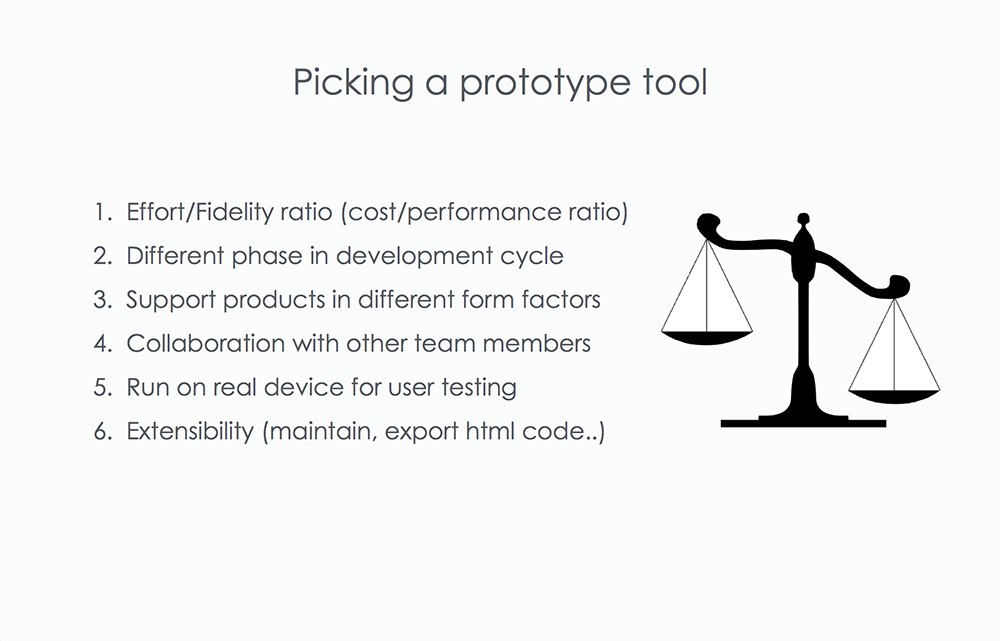 Picking a prototype tool
1. Effort/Fidelity ratio (cost/performance ratio)
2. Different phase in development cycle
3. Support products in different form factors
4. Collaboration with other team members
5. Run on real device for user testing
6. Extensibility (maintain, export html code..)